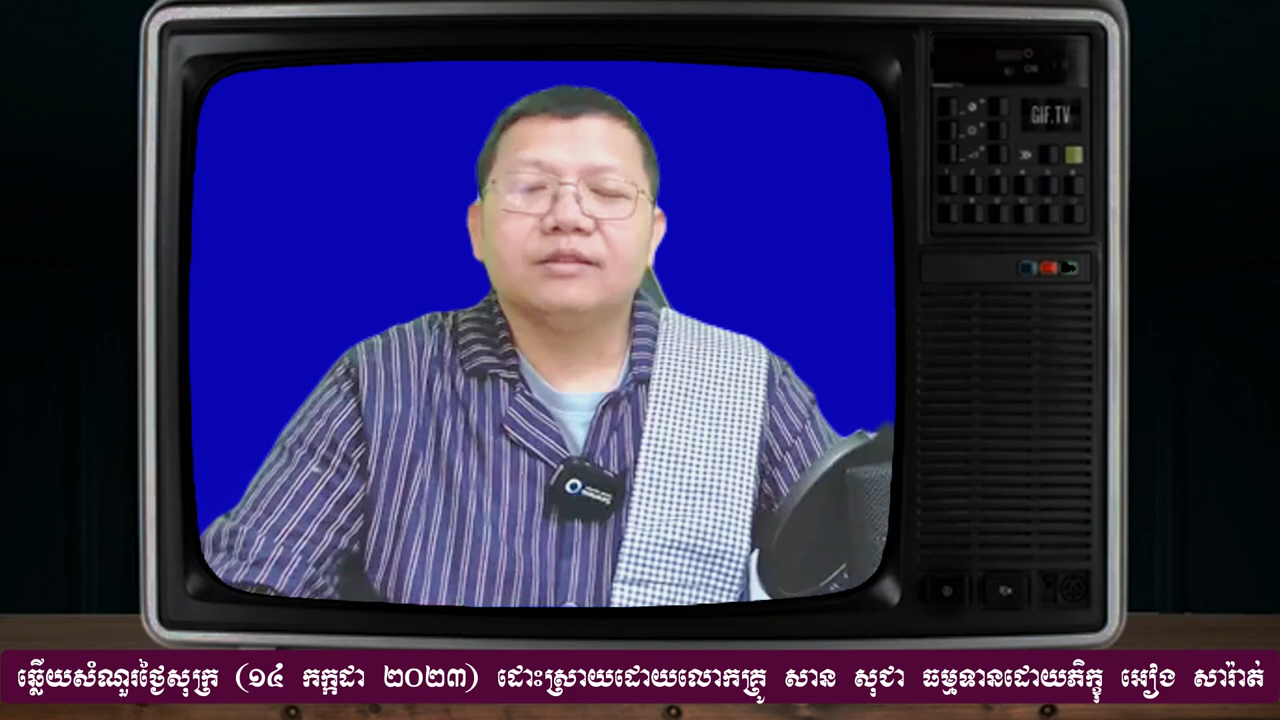 GIF.TV
ឆ្លើយសំណួរថ្ងៃសុក្រ (១៤ កក្កដា ២០២៣) ដោះស្រាយដោយលោកគ្រូ សាន សុជា ធម្មទានដោយភិក្ខុ អៀង សារ៉ាត់